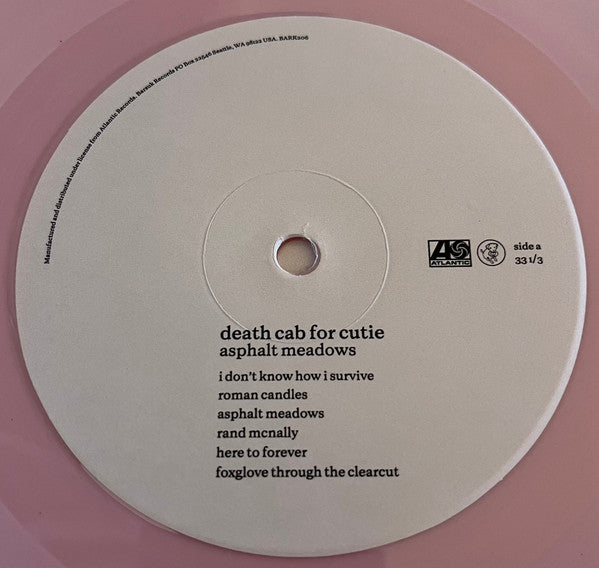 Manufactured and distributed under license from Atlantic Records. Barsuk Records PO Box 22546 Seattle, WA 98122 USA. BARK206
AS
ATLANTIC
side a
33 1/3
death cab for cutie
asphalt meadows
i don't know how i survive
roman candles
asphalt meadows
rand mcnally
here to forever
foxglove through the clearcut